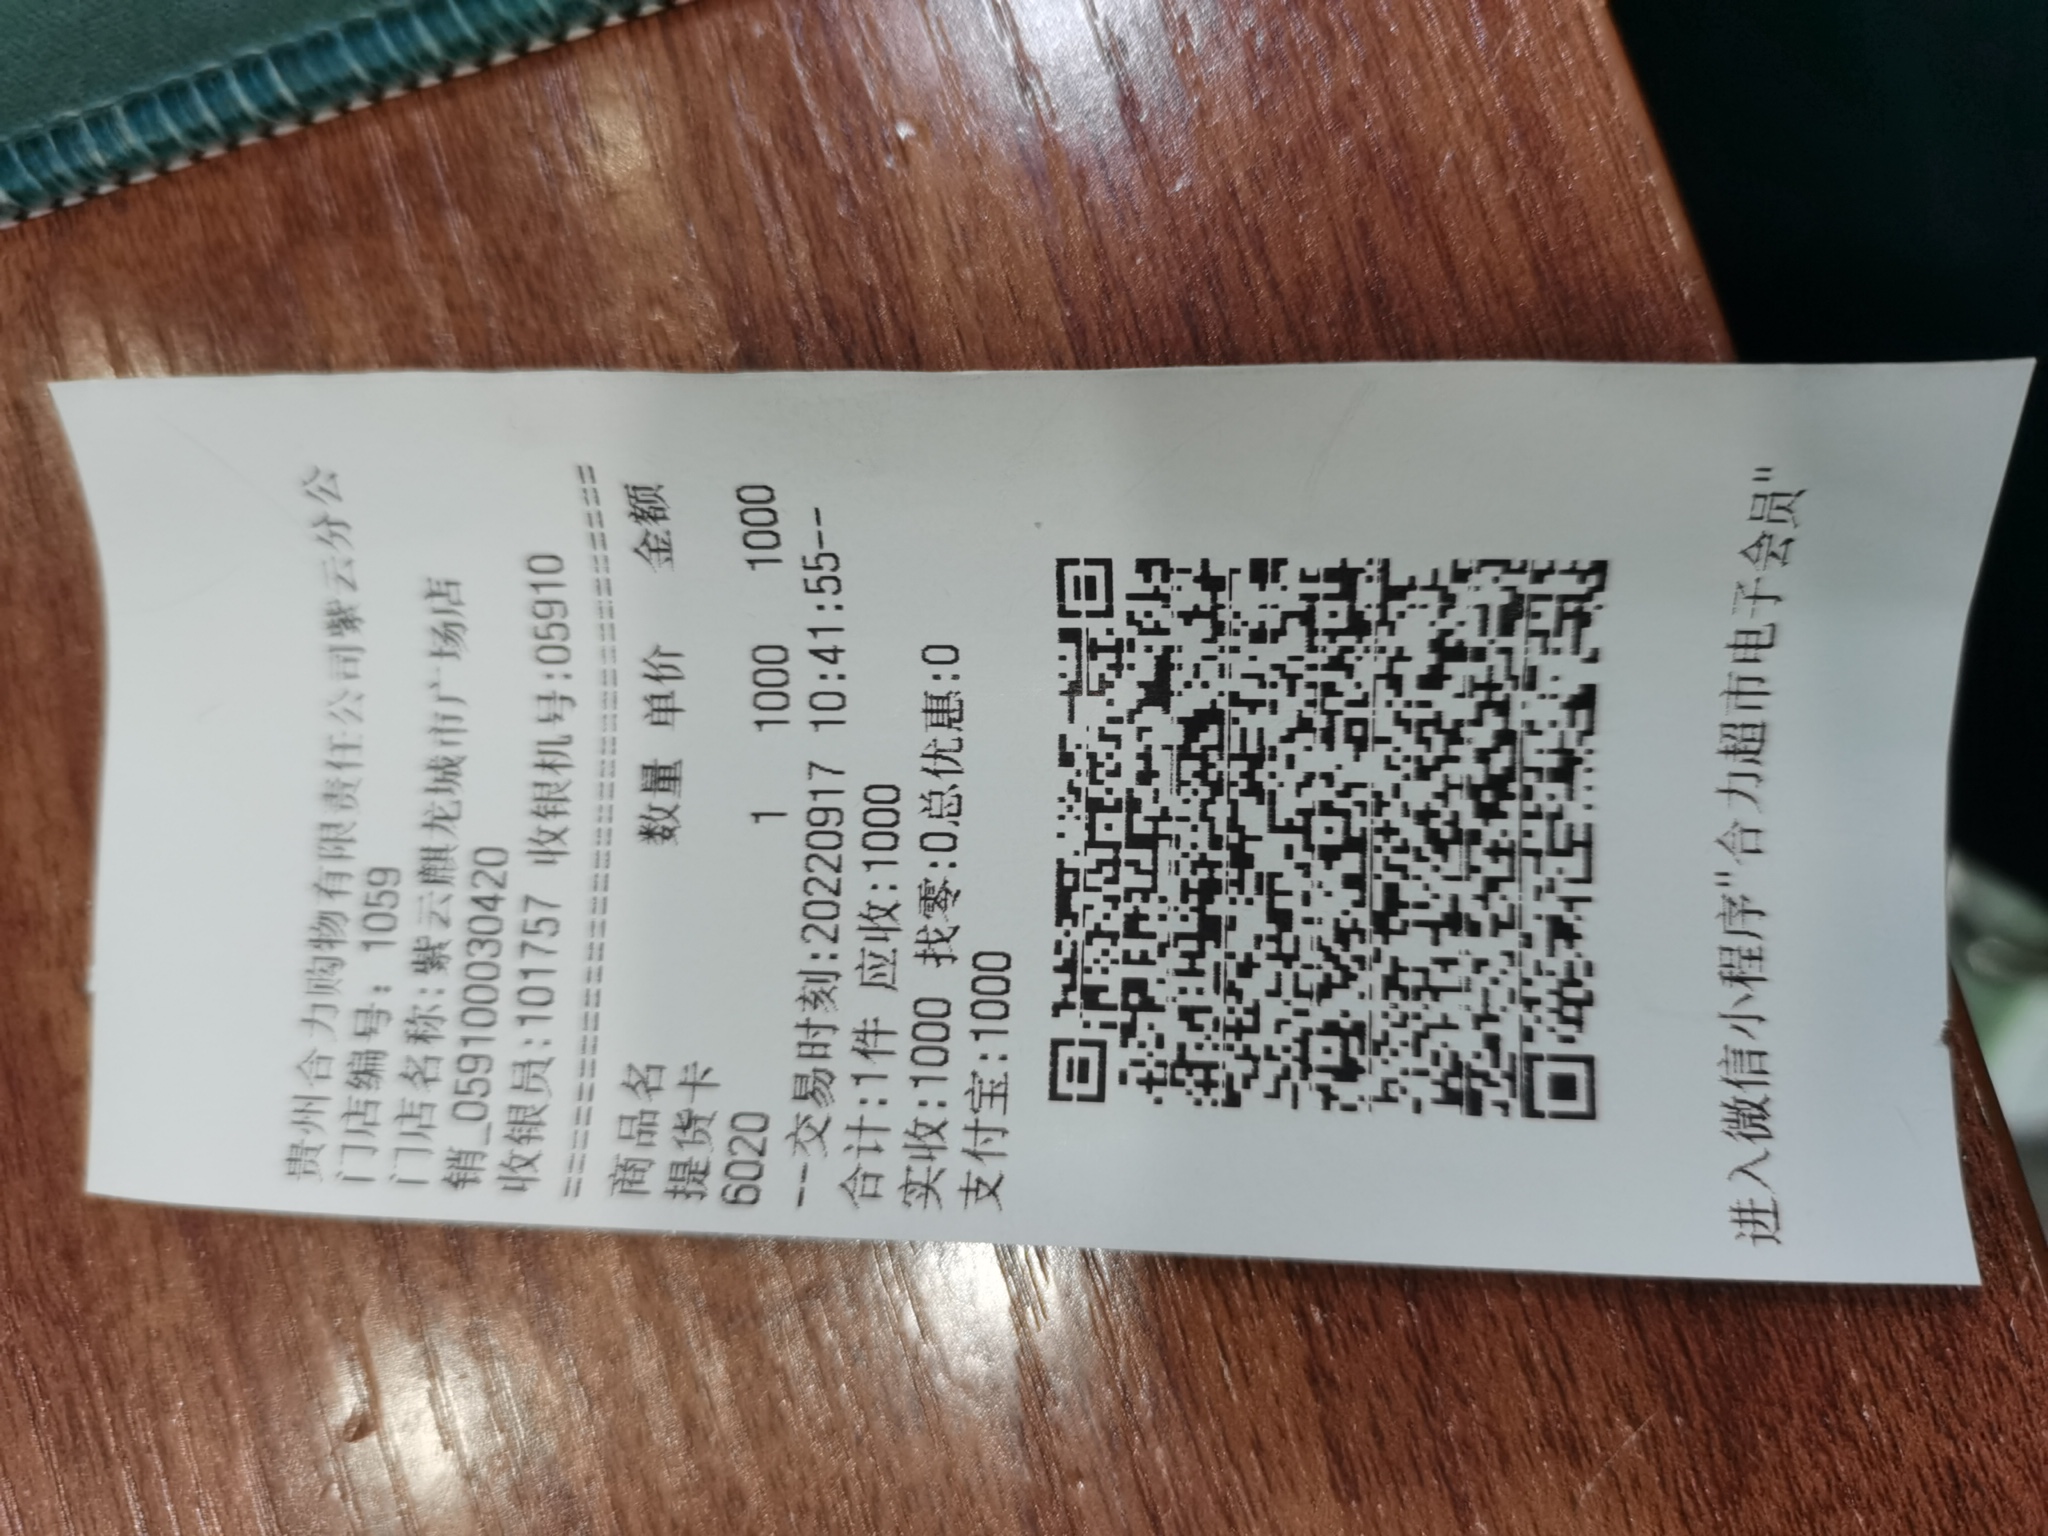 贵州合力购物有限责任公司紫云分公
门店编号：1059
门店名称:紫云麒龙城市广场店
销_0591000030420
收银员:101757 收银机号:05910
========================================
商品名 数量 单价 金额
提货卡
6020 1 1000 1000
--交易时刻:20220917 10:41:55--
合计:1件 应收:1000
实收:1000 找零:0总优惠:0
支付宝:1000
进入微信小程序"合力超市电子会员"